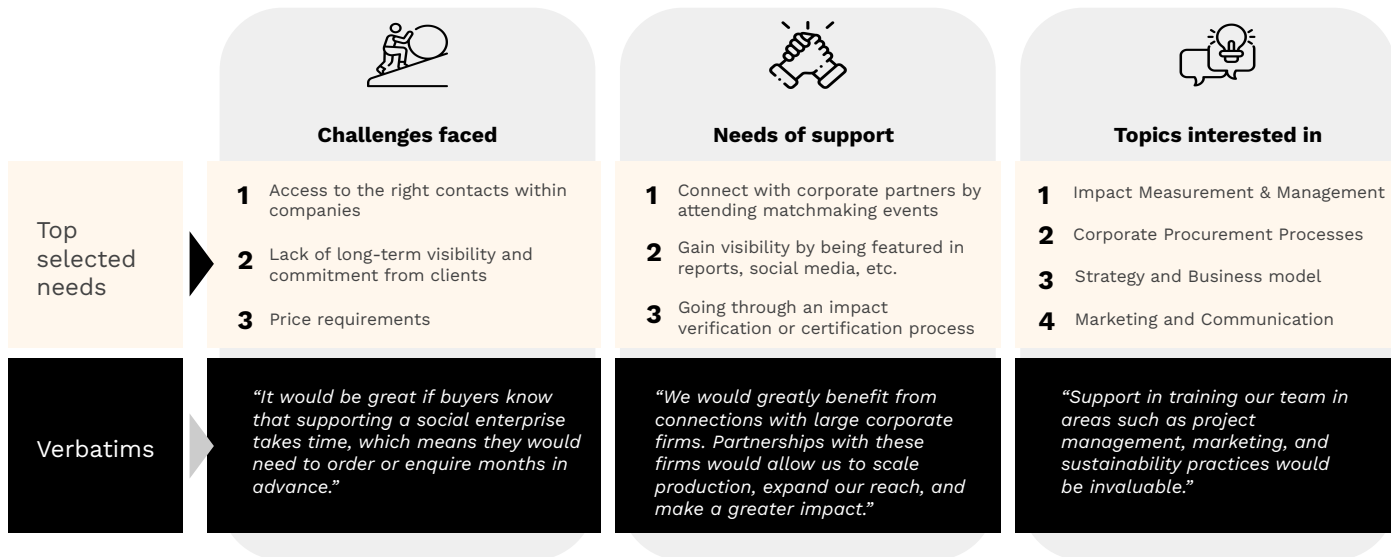 Challenges faced
Needs of support
Topics interested in
Top
selected
needs
1 Access to the right contacts within
companies
2 Lack of long-term visibility and
commitment from clients
3 Price requirements
1 Connect with corporate partners by
attending matchmaking events
2 Gain visibility by being featured in
reports, social media, etc.
3 Going through an impact
verification or certification process
1 Impact Measurement & Management
2 Corporate Procurement Processes
3 Strategy and Business model
4 Marketing and Communication
Verbatims
“It would be great if buyers know
that supporting a social enterprise
takes time, which means they would
need to order or enquire months in
advance.”
“We would greatly benefit from
connections with large corporate
firms. Partnerships with these
firms would allow us to scale
production, expand our reach, and
make a greater impact.”
“Support in training our team in
areas such as project
management, marketing, and
sustainability practices would
be invaluable.”